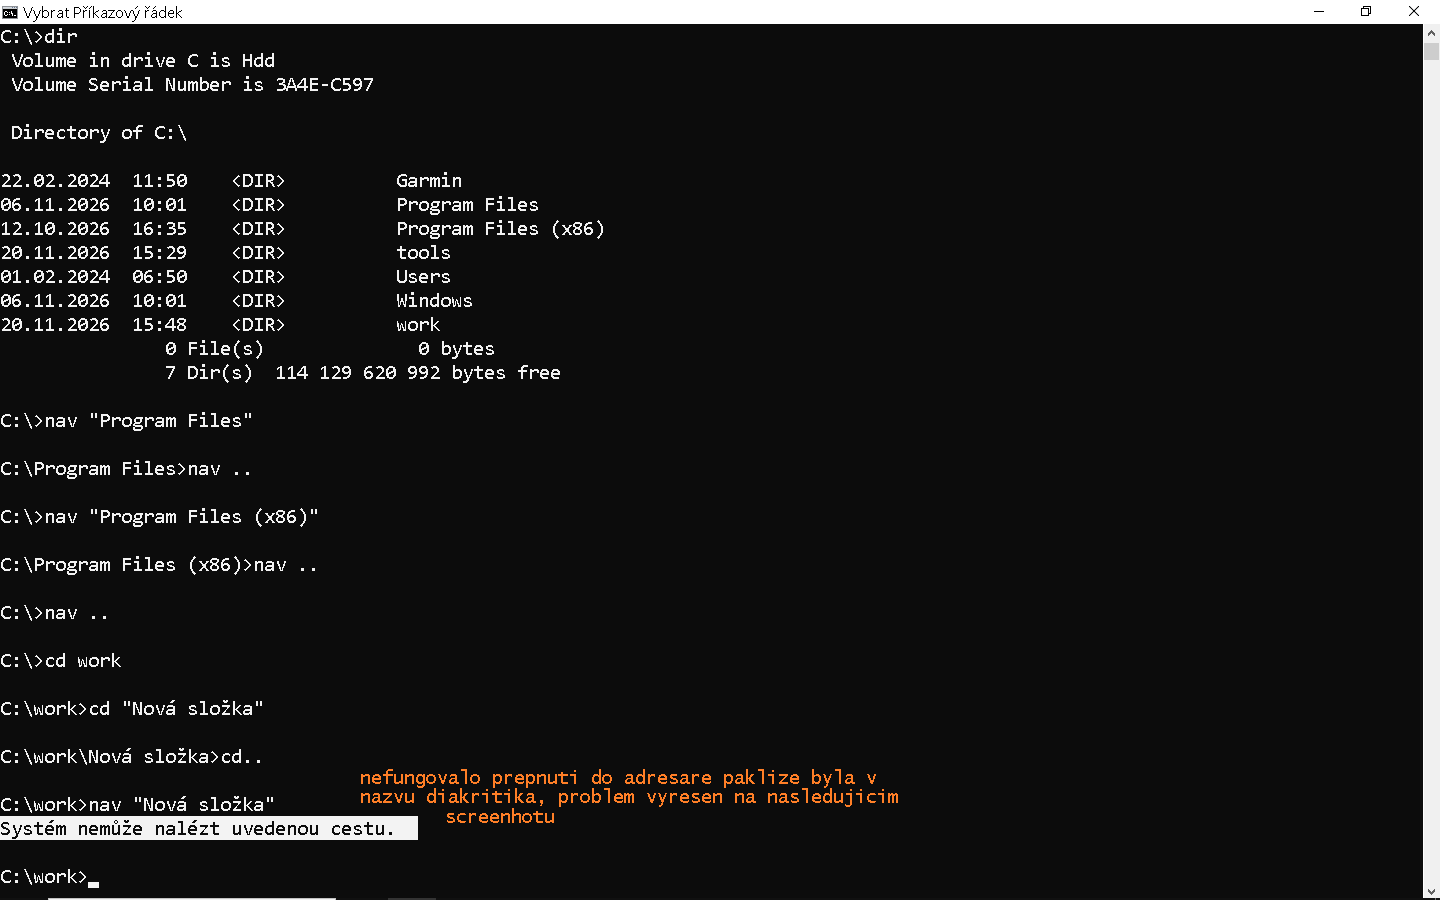 Vybrat Příkazový řádek
C:\>dir
Volume in drive C is Hdd
Volume Serial Number is 3A4E-C597
Directory of C:\
22.02.2024  11:50    <DIR>          Garmin
06.11.2026  10:01    <DIR>          Program Files
12.10.2026  16:35    <DIR>          Program Files (x86)
20.11.2026  15:29    <DIR>          tools
01.02.2024  06:50    <DIR>          Users
06.11.2026  10:01    <DIR>          Windows
20.11.2026  15:48    <DIR>          work
0 File(s)              0 bytes
7 Dir(s)  114 129 620 992 bytes free
C:\>nav "Program Files"
C:\Program Files>nav ..
C:\>nav "Program Files (x86)"
C:\Program Files (x86)>nav ..
C:\>nav ..
C:\>cd work
C:\work>cd "Nová složka"
C:\work\Nová složka>cd..
nefungovalo prepnuti do adresare paklize byla v
nazvu diakritika, problem vyresen na nasledujicim
screenhotu
C:\work>nav "Nová složka"
Systém nemůže nalézt uvedenou cestu.
C:\work>